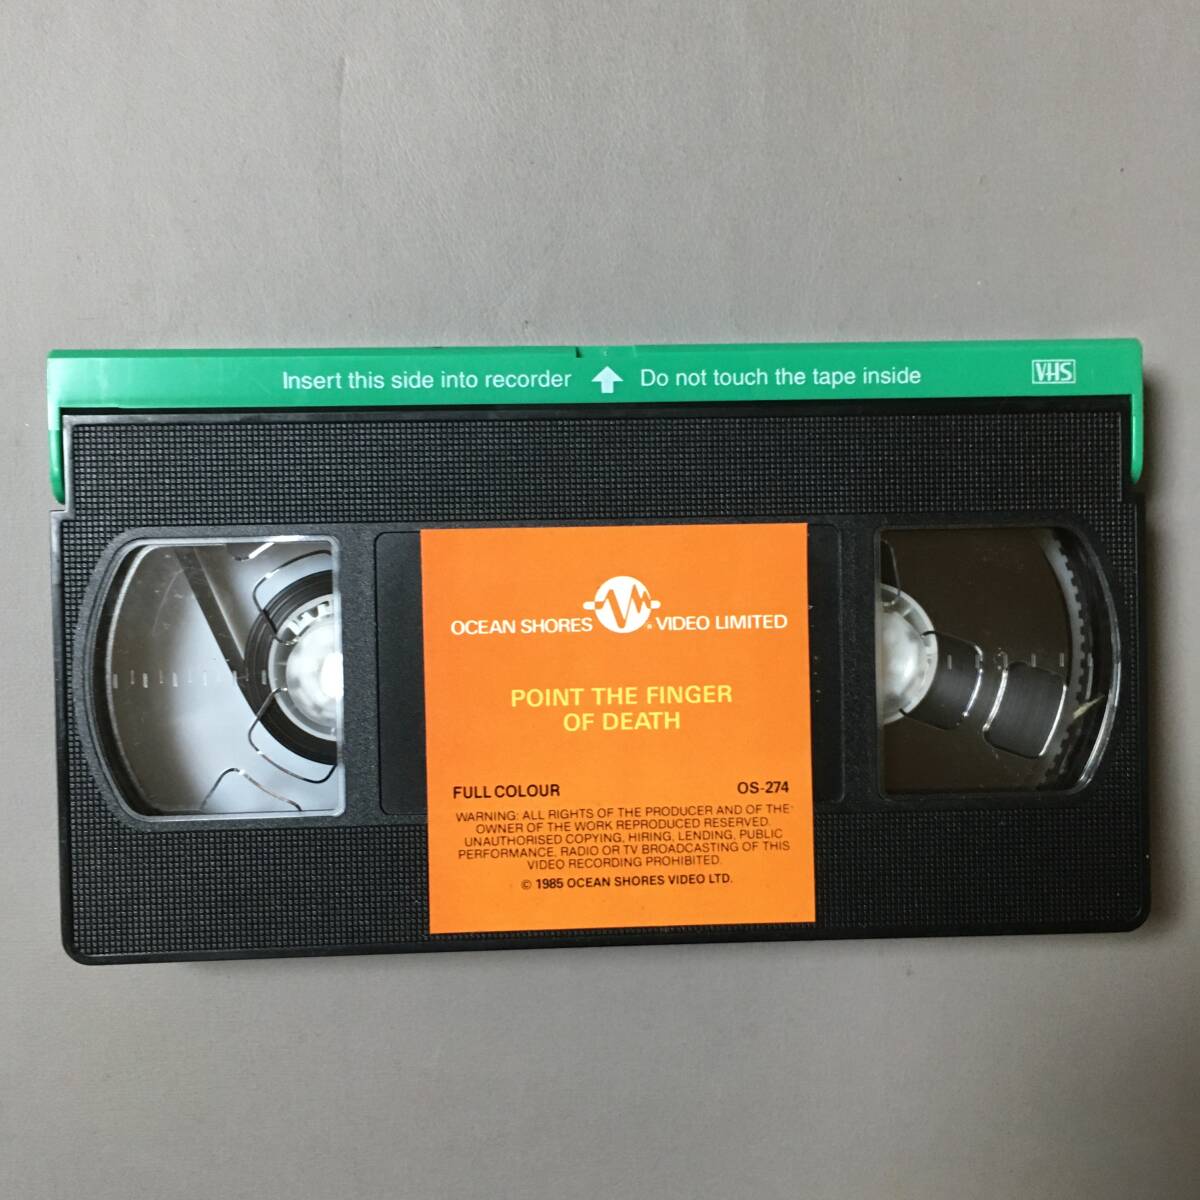 Insert this side into recorder Do not touch the tape inside VHS
OCEAN SHORES VIDEO LIMITED
POINT THE FINGER
OF DEATH
FULL COLOUR OS-274
WARNING: ALL RIGHTS OF THE PRODUCER AND OF THE
OWNER OF THE WORK REPRODUCED RESERVED.
UNAUTHORISED COPYING, HIRING, LENDING, PUBLIC
PERFORMANCE, RADIO OR TV BROADCASTING OF THIS
VIDEO RECORDING PROHIBITED.
© 1985 OCEAN SHORES VIDEO LTD.